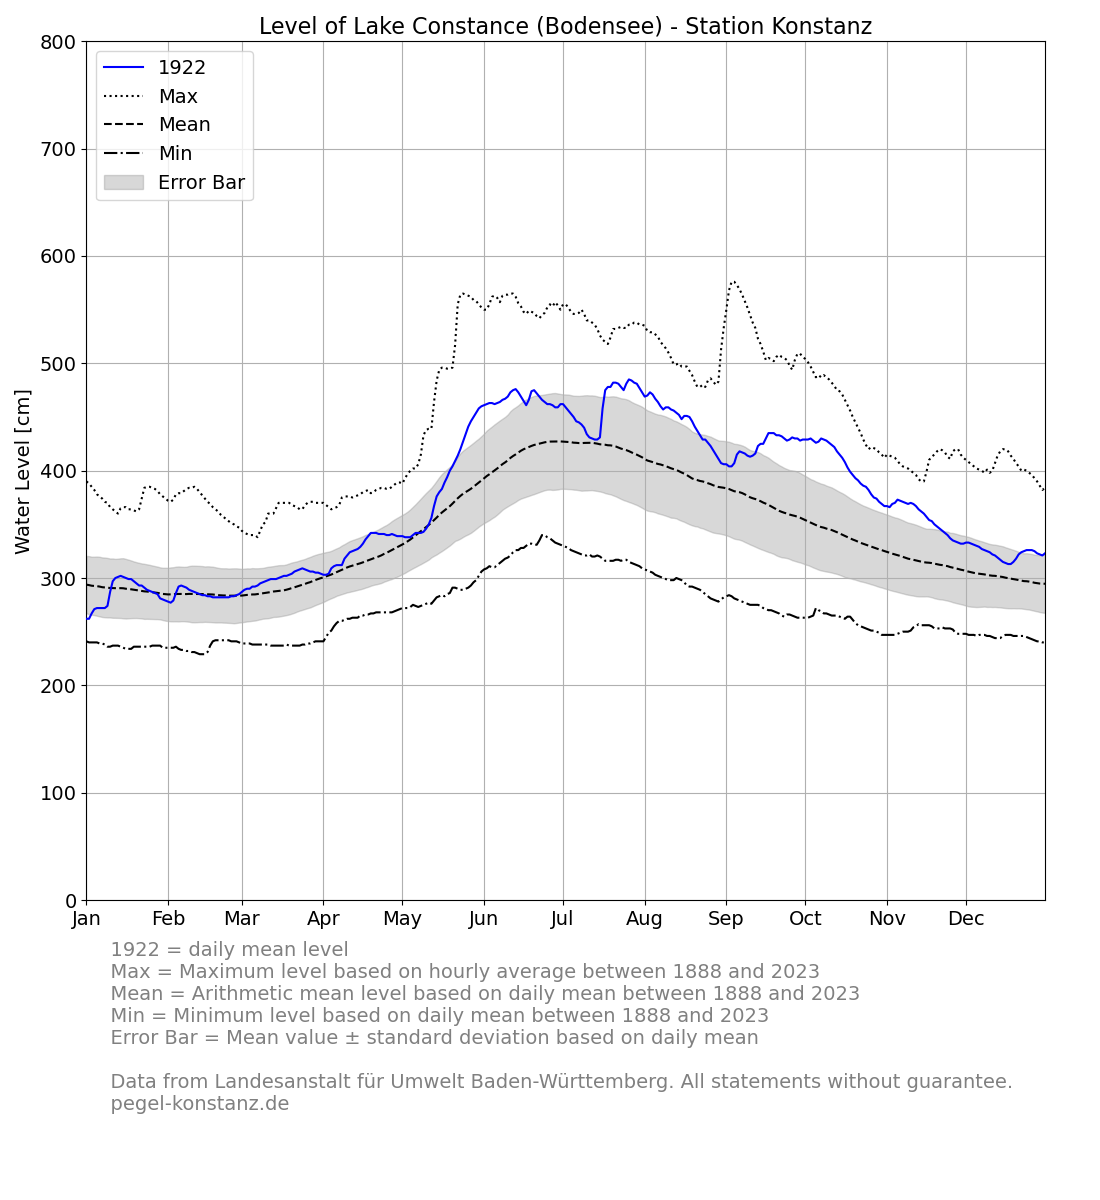 Level of Lake Constance (Bodensee) - Station Konstanz
800
700
600
500
400
300
200
100
0
Water Level [cm]
1922
Max
Mean
Min
Error Bar
Jan Feb Mar Apr May Jun Jul Aug Sep Oct Nov Dec
1922 = daily mean level
Max = Maximum level based on hourly average between 1888 and 2023
Mean = Arithmetic mean level based on daily mean between 1888 and 2023
Min = Minimum level based on daily mean between 1888 and 2023
Error Bar = Mean value ± standard deviation based on daily mean
Data from Landesanstalt für Umwelt Baden-Württemberg. All statements without guarantee.
pegel-konstanz.de